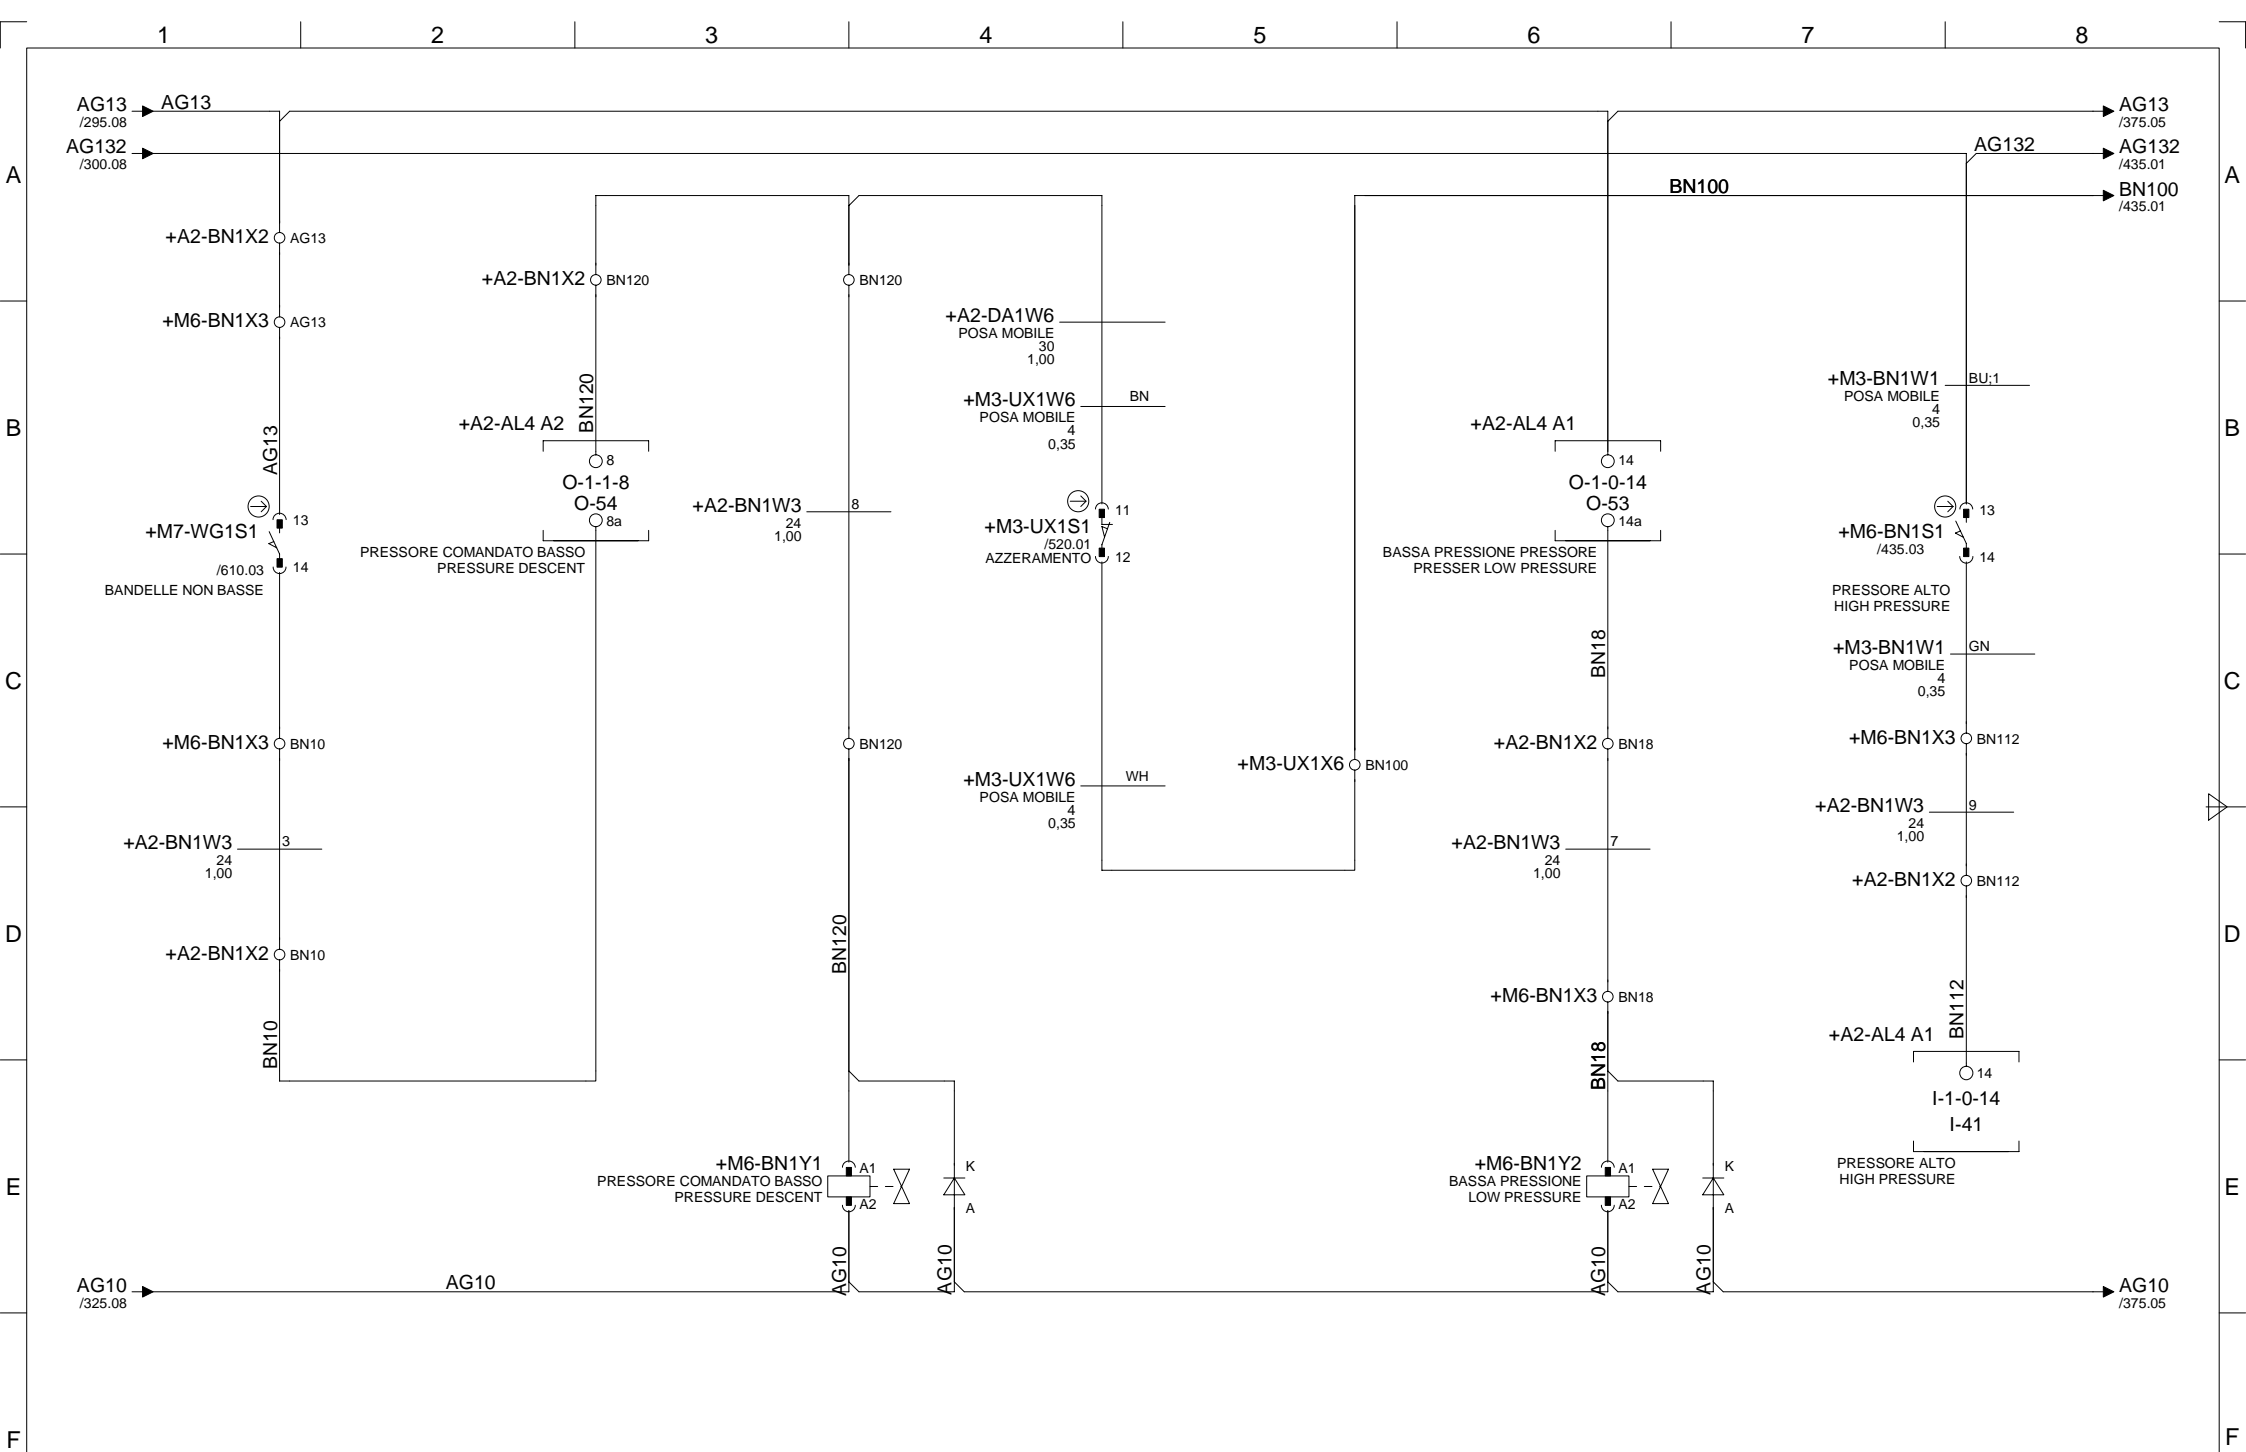 1 2 3 4 5 6 7 8
AG13 AG13 AG13
/295.08 /375.05
AG132 AG132 AG132
/300.08 /435.01
A A
BN100 BN100
/435.01
+A2-BN1X2 AG13
+A2-BN1X2 BN120 BN120
+M6-BN1X3 AG13
+A2-DA1W6
POSA MOBILE
30
1,00
+M3-BN1W1 BU;1
POSA MOBILE
4
0,35
+M3-UX1W6 BN
POSA MOBILE
4
0,35
B B
AG13
BN120
+A2-AL4 A2
8
O-1-1-8
O-54
8a
PRESSORE COMANDATO BASSO
PRESSURE DESCENT
+A2-AL4 A1
14
O-1-0-14
O-53
14a
BASSA PRESSIONE PRESSORE
PRESSER LOW PRESSURE
+A2-BN1W3 8
24
1,00
+M7-WG1S1 13
/610.03 14
BANDELLE NON BASSE
11
+M3-UX1S1
/520.01
AZZERAMENTO 12
13
+M6-BN1S1
/435.03
14
PRESSORE ALTO
HIGH PRESSURE
BN18
+M3-BN1W1 GN
POSA MOBILE
4
0,35
C C
+M6-BN1X3 BN10
BN120
+A2-BN1X2 BN18
+M6-BN1X3 BN112
+M3-UX1X6 BN100
+M3-UX1W6 WH
POSA MOBILE
4
0,35
+A2-BN1W3 9
24
1,00
+A2-BN1W3 3
24
1,00
+A2-BN1W3 7
24
1,00
+A2-BN1X2 BN112
D D
BN120
+A2-BN1X2 BN10
+M6-BN1X3 BN18
BN10
BN18
BN112
+A2-AL4 A1
14
I-1-0-14
I-41
PRESSORE ALTO
HIGH PRESSURE
+M6-BN1Y1 A1 K
PRESSORE COMANDATO BASSO
PRESSURE DESCENT A2 A
+M6-BN1Y2 A1 K
BASSA PRESSIONE
LOW PRESSURE A2 A
E E
AG10 AG10 AG10 AG10
AG10 AG10 AG10
/325.08 /375.05
F F